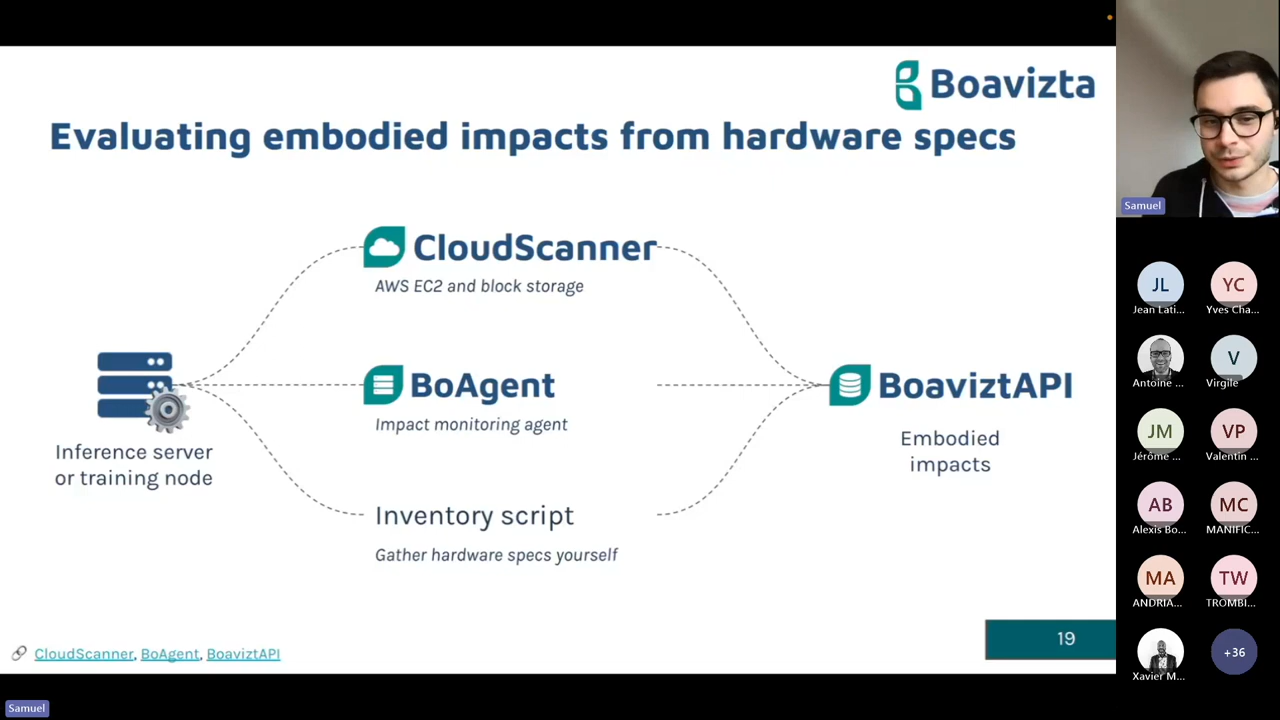 Boavizta
Evaluating embodied impacts from hardware specs
CloudScanner
AWS EC2 and block storage
BoAgent
Impact monitoring agent
Inventory script
Gather hardware specs yourself
Inference server
or training node
BoaviztAPI
Embodied
impacts
19
CloudScanner, BoAgent, BoaviztAPI
Samuel
Samuel
JL
Jean Lati...
YC
Yves Cha...
Antoine ...
V
Virgile
JM
Jérôme ...
VP
Valentin ...
AB
Alexis Bo...
MC
MANIFIC...
MA
ANDRIA...
TW
TROMBI...
Xavier M...
+36